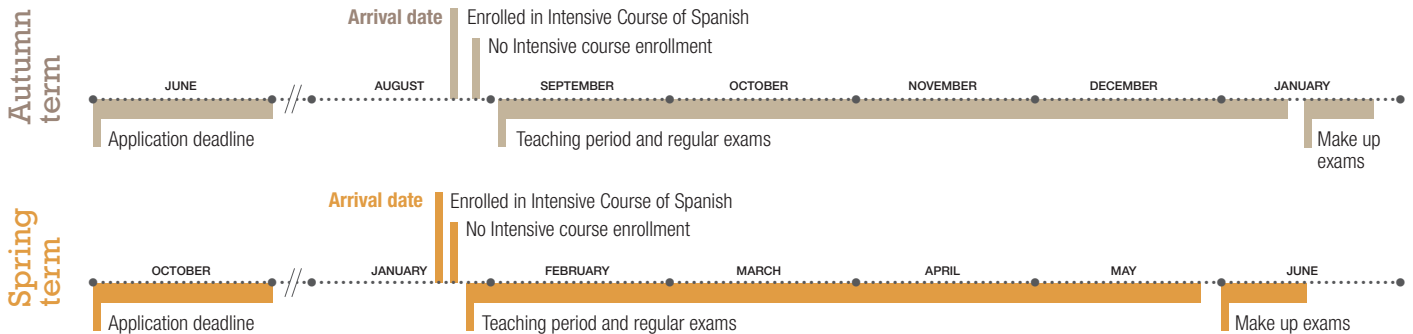 Autumn
term
Arrival date Enrolled in Intensive Course of Spanish
No Intensive course enrollment
JUNE AUGUST SEPTEMBER OCTOBER NOVEMBER DECEMBER JANUARY
Application deadline Teaching period and regular exams Make up
exams
Spring
term
Arrival date Enrolled in Intensive Course of Spanish
No Intensive course enrollment
OCTOBER JANUARY FEBRUARY MARCH APRIL MAY JUNE
Application deadline Teaching period and regular exams Make up exams